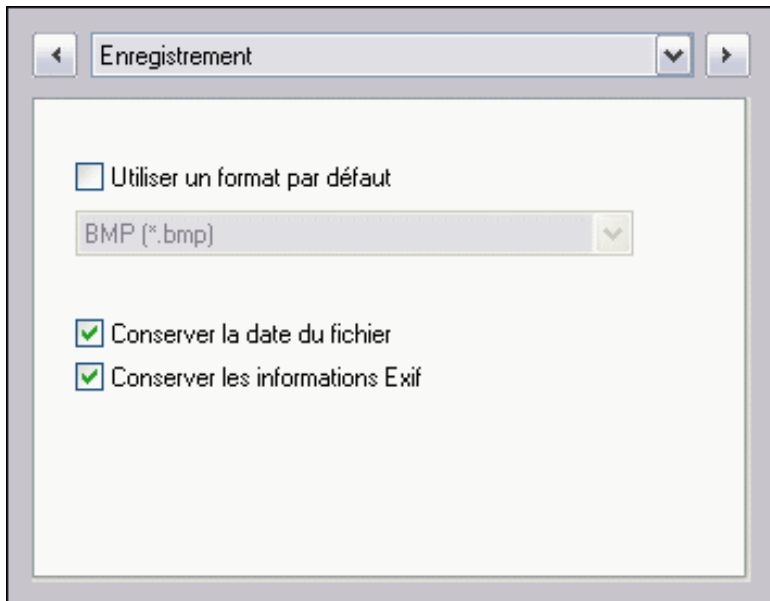 Enregistrement
Utiliser un format par défaut
BMP (*.bmp)
Conserver la date du fichier
Conserver les informations Exif